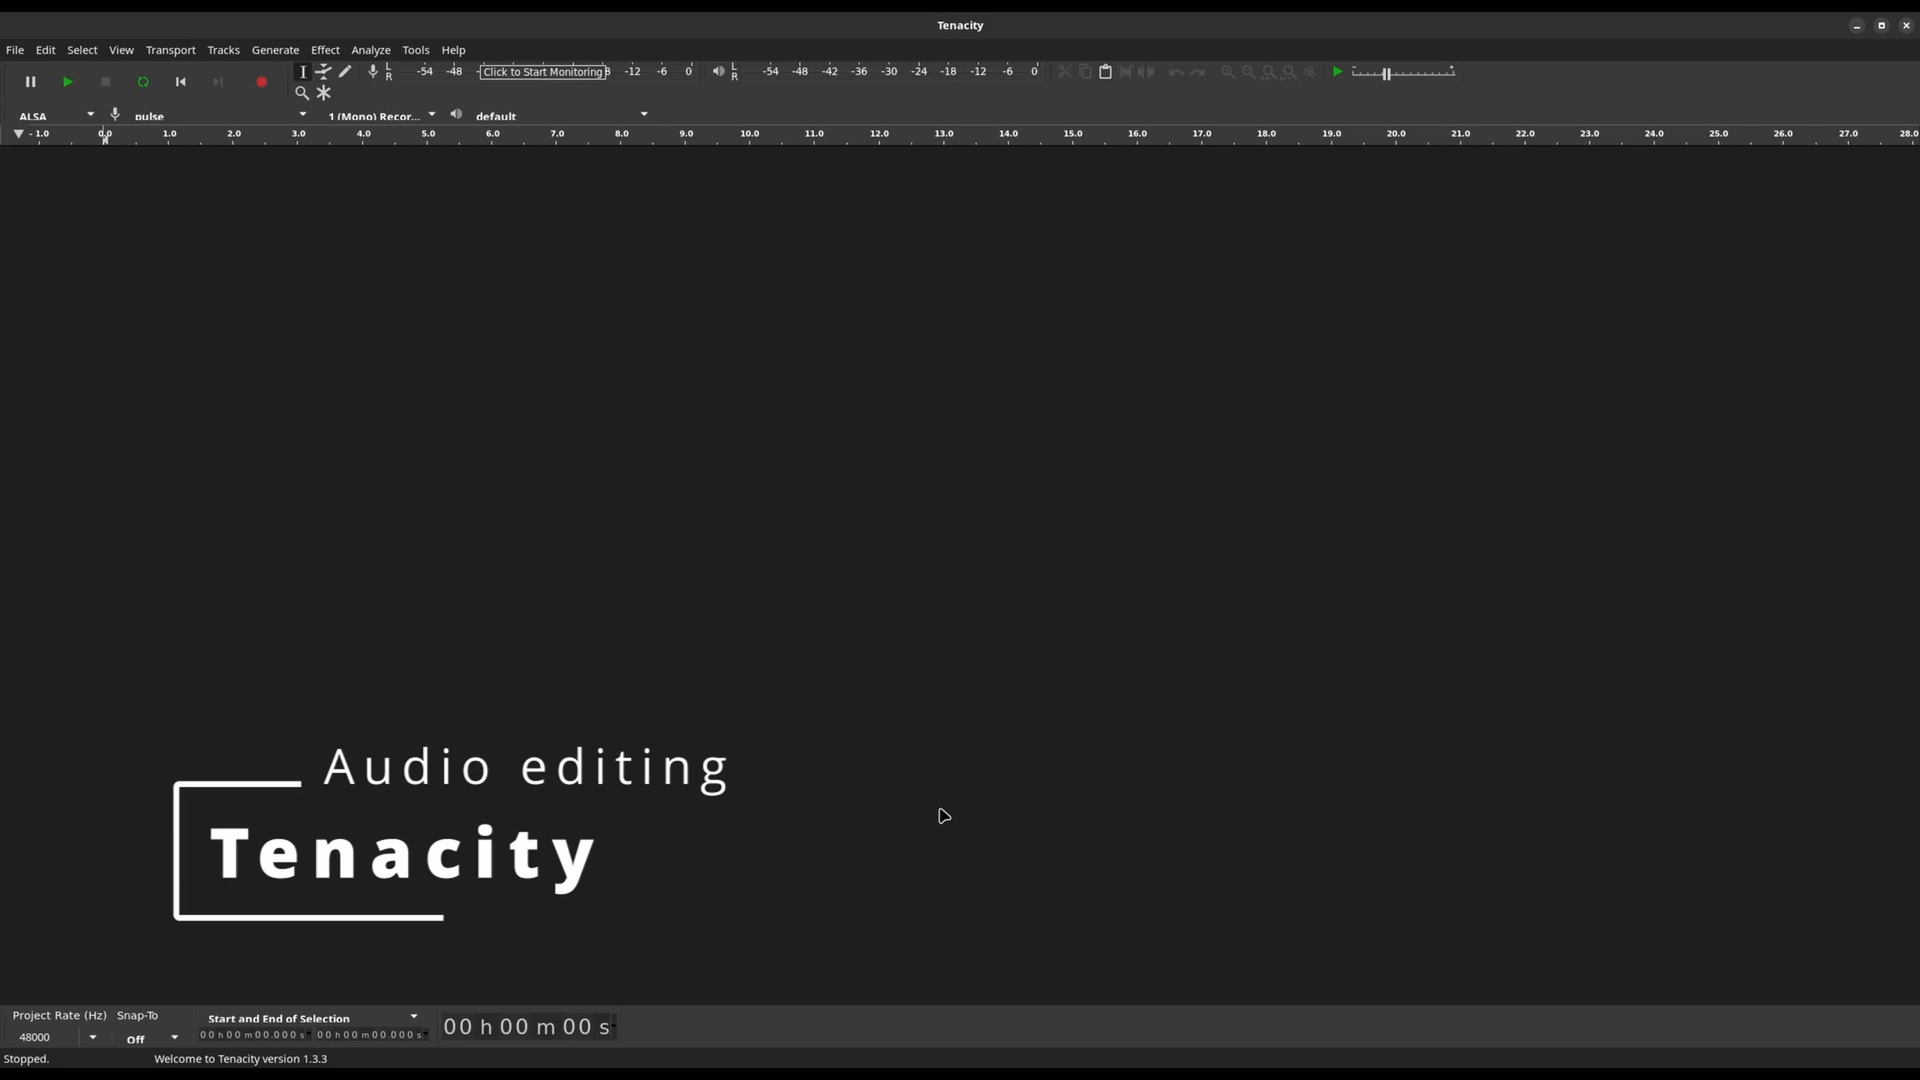 Tenacity
File Edit Select View Transport Tracks Generate Effect Analyze Tools Help
L -54 -48 - Click to Start Monitoring 8 -12 -6 0 L -54 -48 -42 -36 -30 -24 -18 -12 -6 0
R R
ALSA pulse 1 (Mono) Recor... default
- 1.0 0.0 1.0 2.0 3.0 4.0 5.0 6.0 7.0 8.0 9.0 10.0 11.0 12.0 13.0 14.0 15.0 16.0 17.0 18.0 19.0 20.0 21.0 22.0 23.0 24.0 25.0 26.0 27.0 28.0
Audio editing
Tenacity
Project Rate (Hz) Snap-To Start and End of Selection
48000 Off 00 h 00 m 00.000 s 00 h 00 m 00.000 s 00 h 00 m 00 s
Stopped. Welcome to Tenacity version 1.3.3